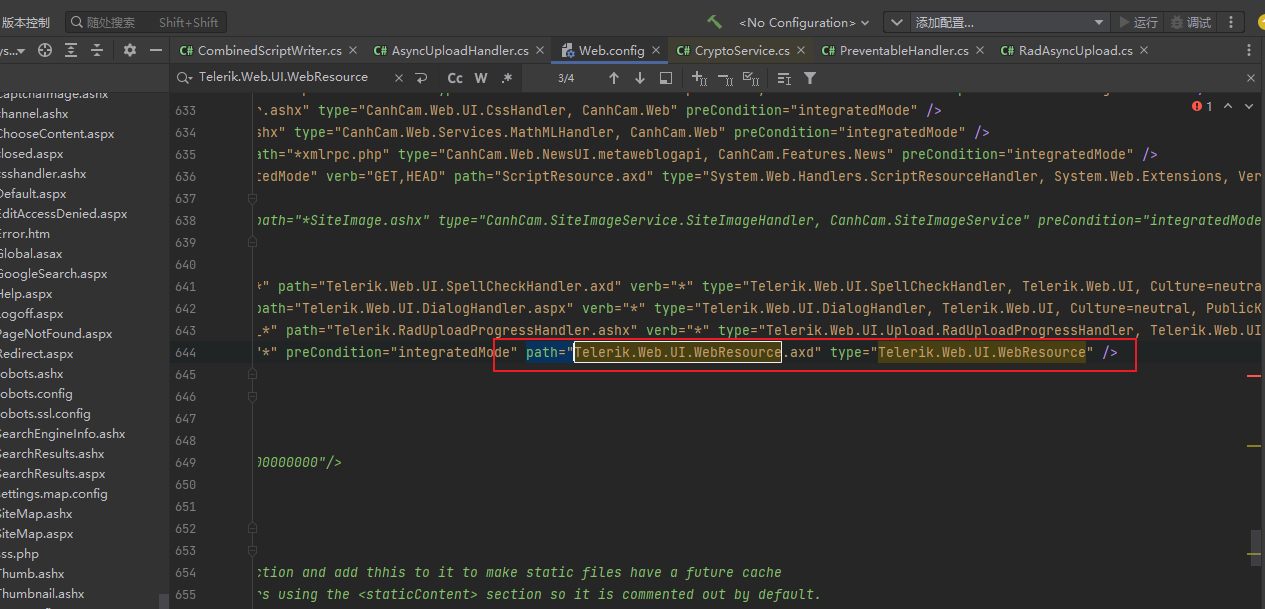 版本控制 随处搜索 Shift+Shift <No Configuration> 添加配置... 运行 调试
CombinedScriptWriter.cs AsyncUploadHandler.cs Web.config CryptoService.cs PreventableHandler.cs RadAsyncUpload.cs
Telerik.Web.UI.WebResource Cc W .* 3/4
1
633 r.ashx" type="CanhCam.Web.UI.CssHandler, CanhCam.Web" preCondition="integratedMode" />
634 shx" type="CanhCam.Web.Services.MathMLHandler, CanhCam.Web" preCondition="integratedMode" />
635 ath="*xmlrpc.php" type="CanhCam.Web.NewsUI.metaweblogapi, CanhCam.Features.News" preCondition="integratedMode" />
636 tedMode" verb="GET,HEAD" path="ScriptResource.axd" type="System.Web.Handlers.ScriptResourceHandler, System.Web.Extensions, Ver
637
638 path="*SiteImage.ashx" type="CanhCam.SiteImageService.SiteImageHandler, CanhCam.SiteImageService" preCondition="integratedMode
639
640
641 *" path="Telerik.Web.UI.SpellCheckHandler.axd" verb="*" type="Telerik.Web.UI.SpellCheckHandler, Telerik.Web.UI, Culture=neutra
642 path="Telerik.Web.UI.DialogHandler.aspx" verb="*" type="Telerik.Web.UI.DialogHandler, Telerik.Web.UI, Culture=neutral, PublicK
643 _*" path="Telerik.RadUploadProgressHandler.ashx" verb="*" type="Telerik.Web.UI.Upload.RadUploadProgressHandler, Telerik.Web.UI
644 "*" preCondition="integratedMode" path="Telerik.Web.UI.WebResource.axd" type="Telerik.Web.UI.WebResource" />
645
646
647
648
649 00000000"/>
650
651
652
653
654 ction and add thhis to it to make static files have a future cache
655 rs using the <staticContent> section so it is commented out by default.
captchaimage.ashx
channel.ashx
ChooseContent.aspx
closed.aspx
csshandler.ashx
Default.aspx
EditAccessDenied.aspx
Error.htm
Global.asax
GoogleSearch.aspx
Help.aspx
Logoff.aspx
PageNotFound.aspx
Redirect.aspx
robots.ashx
robots.config
robots.ssl.config
SearchEngineInfo.ashx
SearchResults.ashx
SearchResults.aspx
settings.map.config
SiteMap.ashx
SiteMap.aspx
ss.php
Thumb.ashx
Thumbnail.ashx